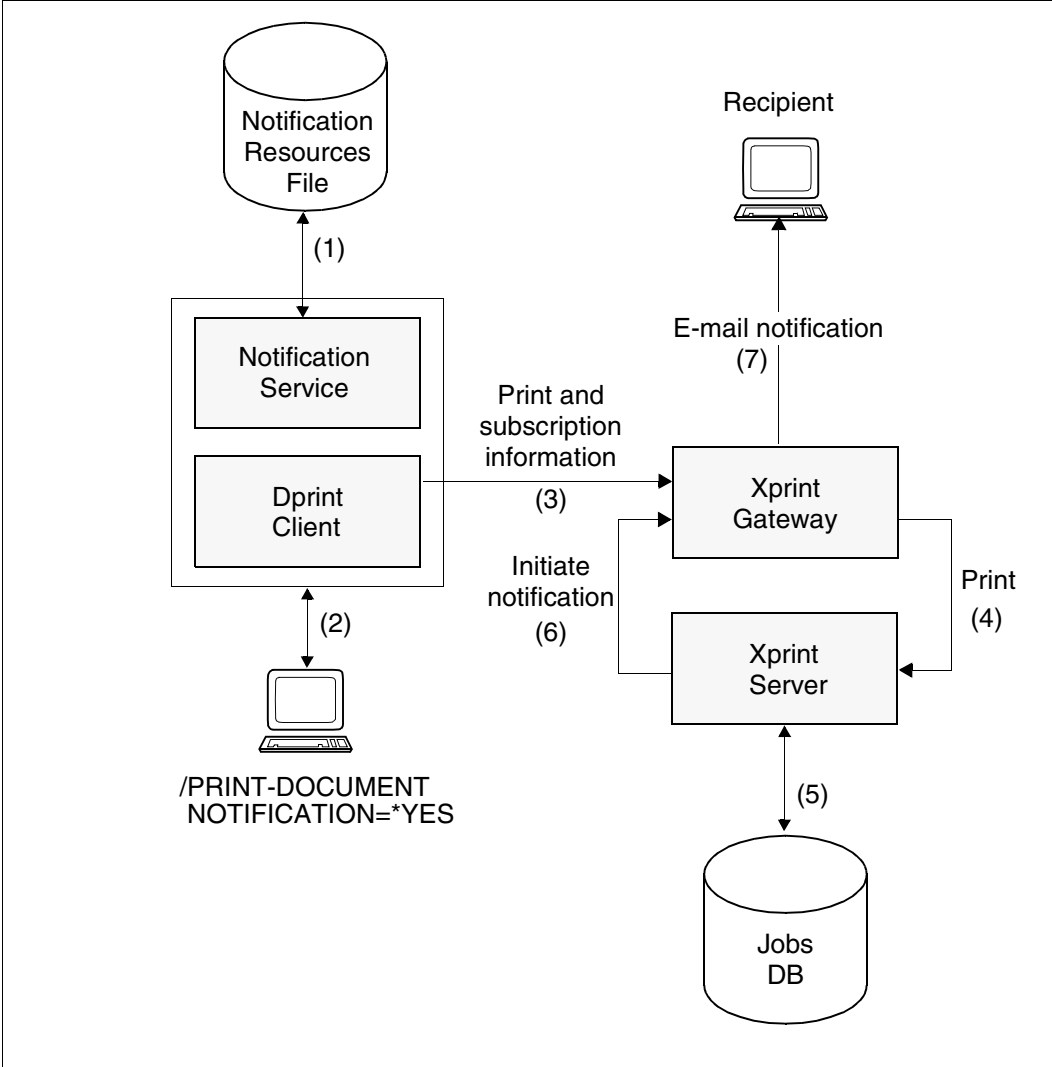 Notification
Resources
File
(1)
Notification
Service
Dprint
Client
(2)
/PRINT-DOCUMENT
NOTIFICATION=*YES
Print and
subscription
information
(3)
Recipient
E-mail notification
(7)
Xprint
Gateway
Initiate
notification
(6)
Print
(4)
Xprint
Server
(5)
Jobs
DB